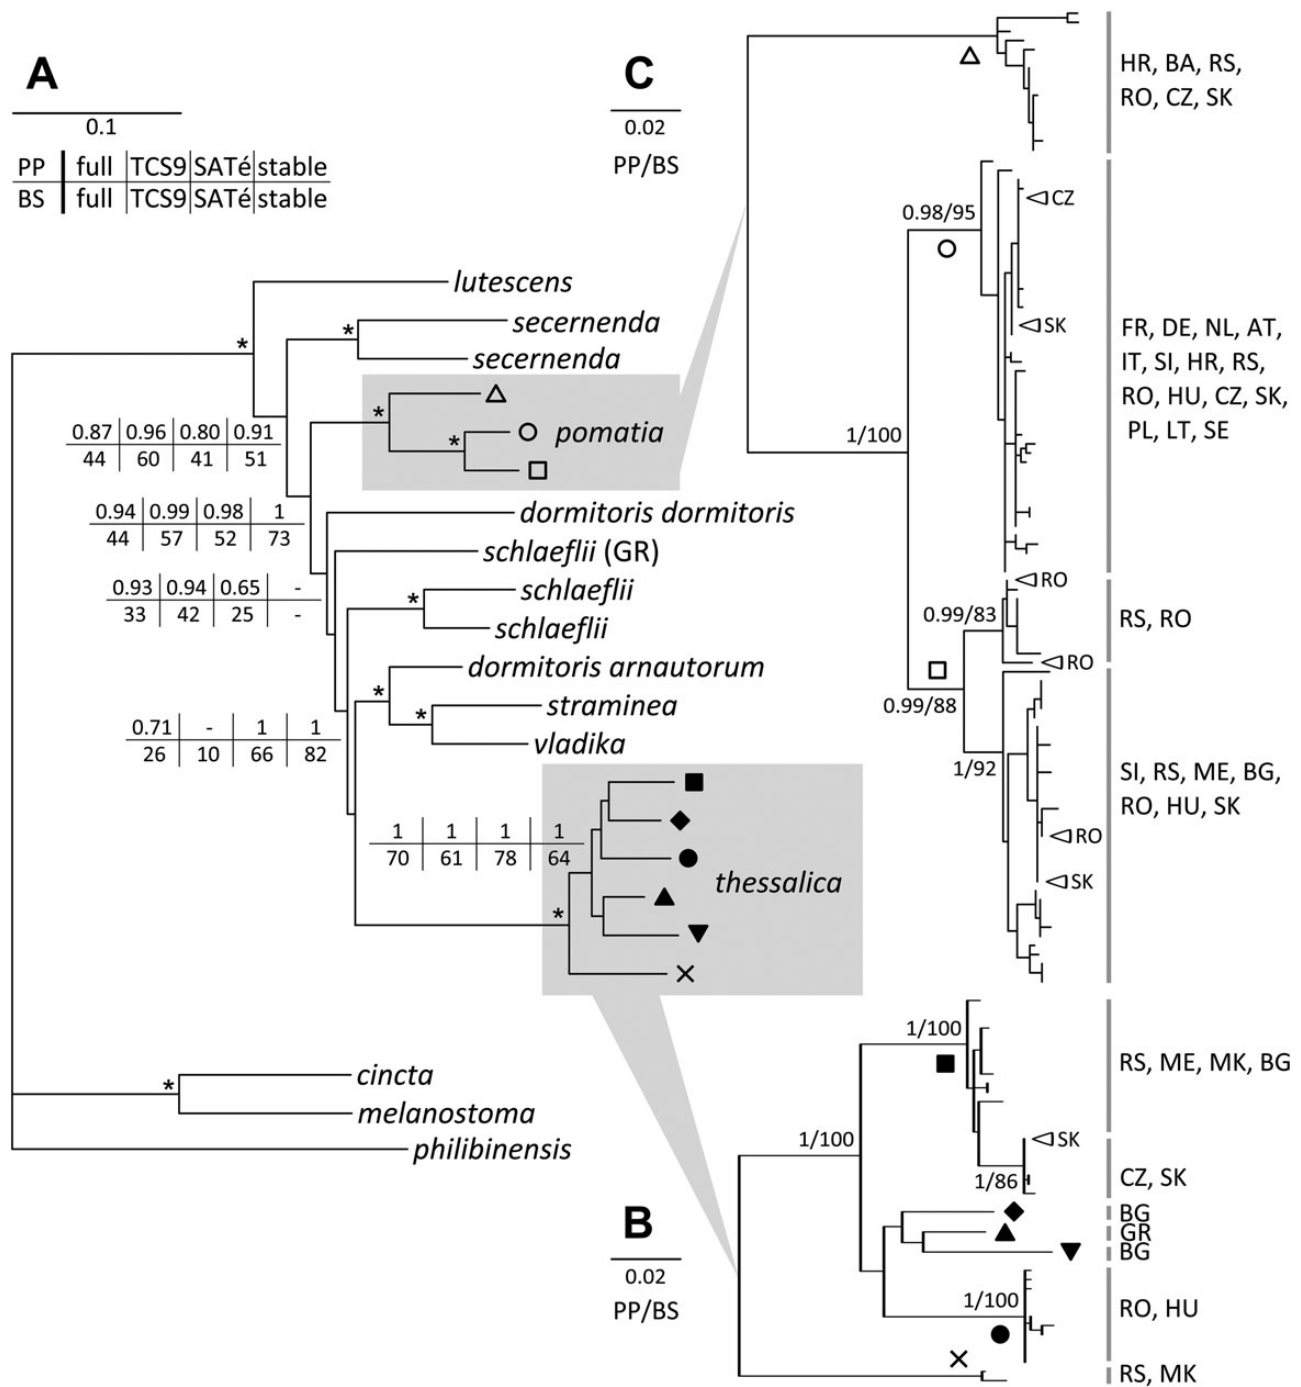 A
0.1
PP full TCS9 SATé stable
BS full TCS9 SATé stable
lutescens
*
secernenda
*
secernenda
*
pomatia
*
0.87 0.96 0.80 0.91
44 60 41 51
dormitoris dormitoris
0.94 0.99 0.98 1
44 57 52 73
schlaeflii (GR)
0.93 0.94 0.65 -
33 42 25 -
schlaeflii
*
schlaeflii
dormitoris arnautorum
*
straminea
*
vladika
0.71 - 1 1
26 10 66 82
1 1 1 1
70 61 78 64
thessalica
*
cincta
*
melanostoma
philibinensis
C
0.02
PP/BS
HR, BA, RS,
RO, CZ, SK
0.98/95
CZ
SK
FR, DE, NL, AT,
IT, SI, HR, RS,
RO, HU, CZ, SK,
PL, LT, SE
1/100
RO
0.99/83
RS, RO
RO
0.99/88
1/92
SI, RS, ME, BG,
RO, HU, SK
RO
SK
B
0.02
PP/BS
1/100
RS, ME, MK, BG
1/100
SK
1/86
CZ, SK
BG
GR
BG
1/100
RO, HU
RS, MK